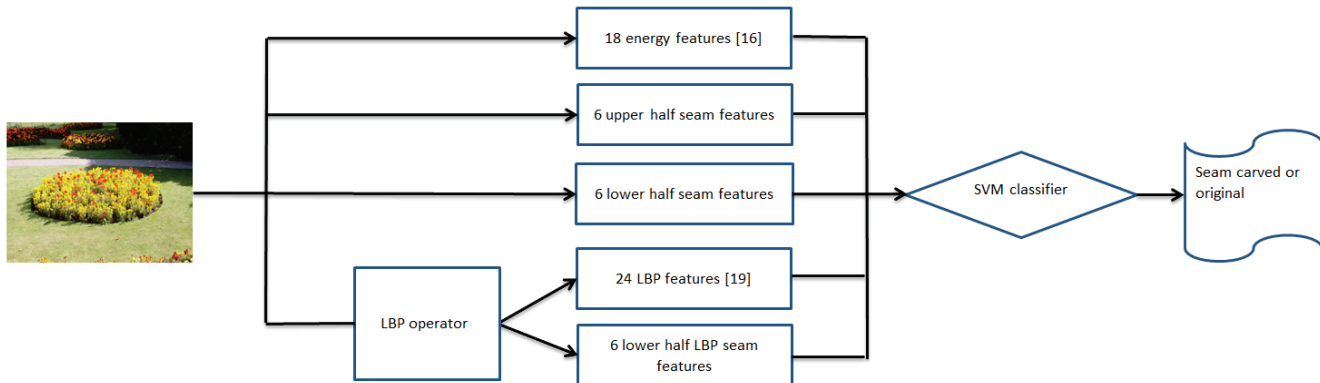 18 energy features [16]
6 upper half seam features
6 lower half seam features
SVM classifier
Seam carved or
original
LBP operator
24 LBP features [19]
6 lower half LBP seam
features